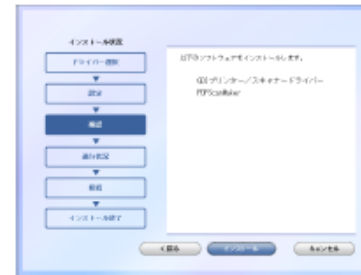 インストール状況
ドライバー選択
設定
確認
進行状況
接続
インストール終了
以下のソフトウェアをインストールします。
GDIプリンター／スキャナードライバー
PDFScanMaker
く戻る
インストール
キャンセル